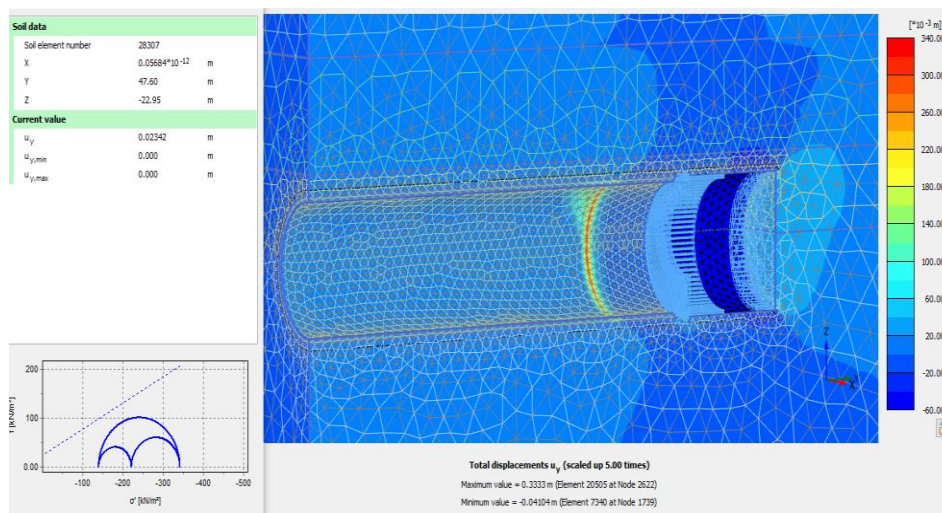 Soil data
Soil element number 28307
X 0.05684*10⁻¹² m
Y 47.60 m
Z -22.95 m
Current value
u_y 0.02342 m
u_y,min 0.000 m
u_y,max 0.000 m
[*10⁻³ m]
340.00
300.00
260.00
220.00
180.00
140.00
100.00
60.00
20.00
-20.00
-60.00
Z
X
200
100
0.00
-100 -200 -300 -400 -500
σ' [kN/m²]
Total displacements u_y (scaled up 5.00 times)
Maximum value = 0.3333 m (Element 20505 at Node 2622)
Minimum value = -0.04104 m (Element 7340 at Node 1739)